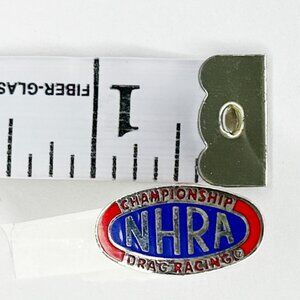 FIBER-GLAS
1
CHAMPIONSHIP
NHRA
DRAG RACING®